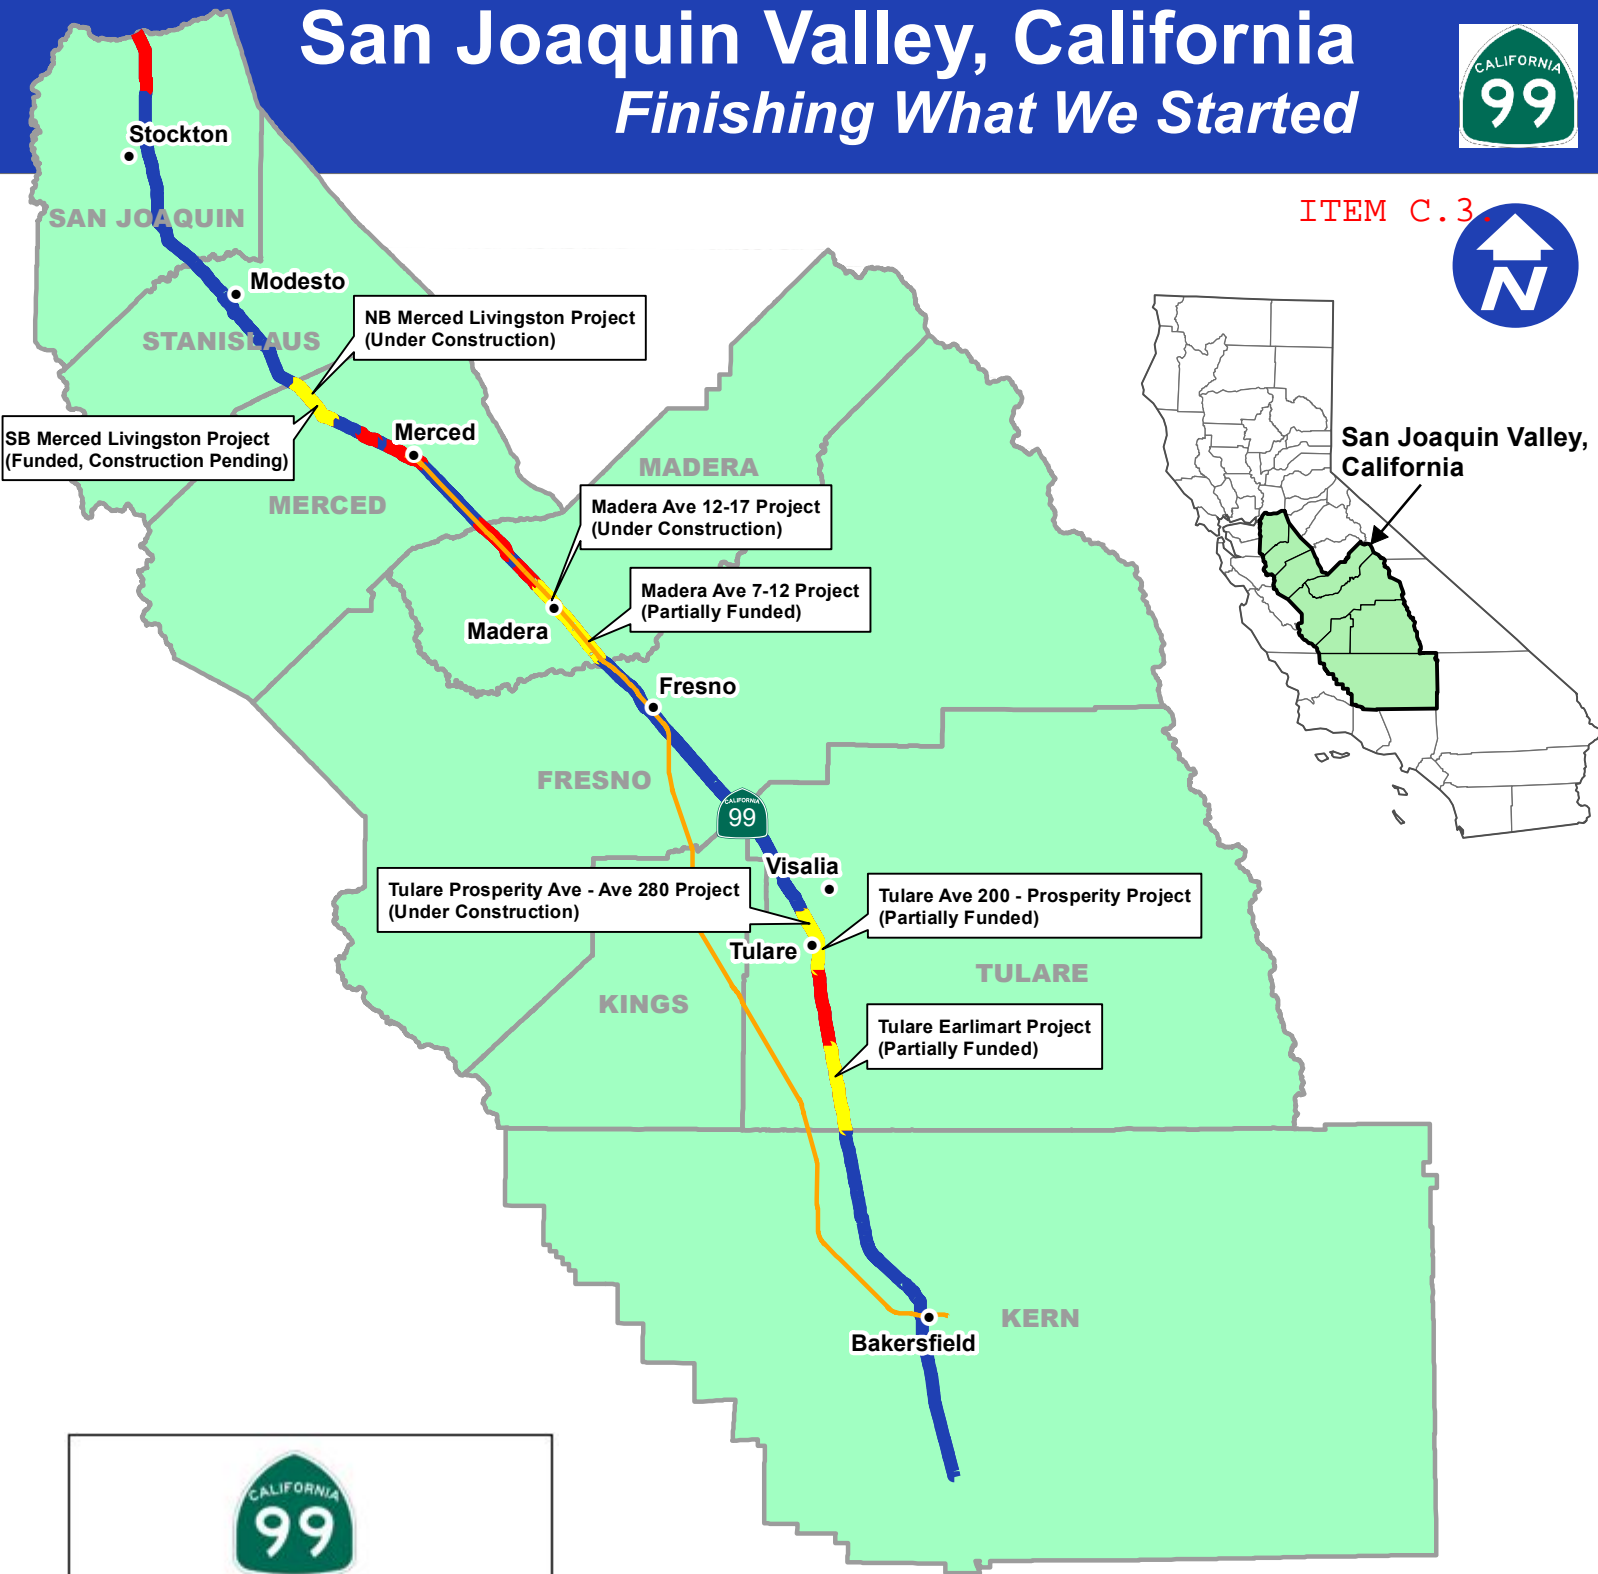 San Joaquin Valley, California
Finishing What We Started
CALIFORNIA
99
ITEM C.3.
N
Stockton
SAN JOAQUIN
Modesto
STANISLAUS
NB Merced Livingston Project
(Under Construction)
SB Merced Livingston Project
(Funded, Construction Pending)
Merced
MERCED
MADERA
San Joaquin Valley,
California
Madera Ave 12-17 Project
(Under Construction)
Madera Ave 7-12 Project
(Partially Funded)
Madera
Fresno
FRESNO
CALIFORNIA
99
Visalia
Tulare Prosperity Ave - Ave 280 Project
(Under Construction)
Tulare Ave 200 - Prosperity Project
(Partially Funded)
Tulare
TULARE
KINGS
Tulare Earlimart Project
(Partially Funded)
KERN
Bakersfield
CALIFORNIA
99